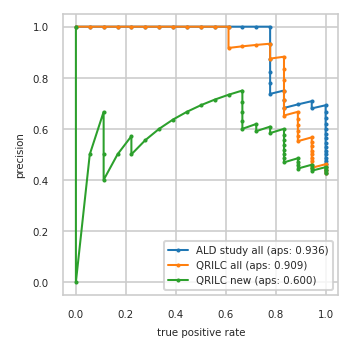 1.0
0.8
0.6
0.4
0.2
0.0
precision
ALD study all (aps: 0.936)
QRILC all (aps: 0.909)
QRILC new (aps: 0.600)
0.0 0.2 0.4 0.6 0.8 1.0
true positive rate